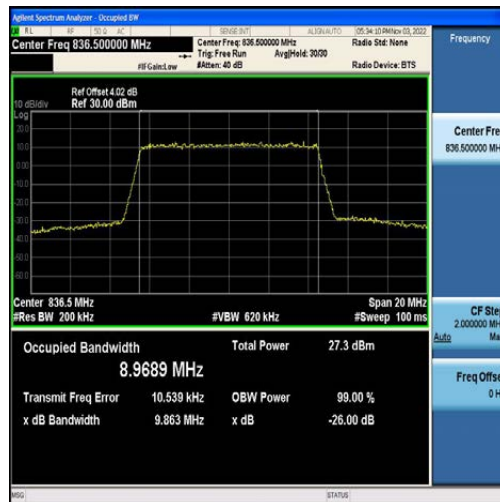 Agilent Spectrum Analyzer - Occupied BW
RL RF 50 Ω AC SENSE:INT ALIGN AUTO 05:34:10 PM Nov 03, 2022
Center Freq 836.500000 MHz
Center Freq: 836.500000 MHz
Radio Std: None
Trig: Free Run Avg|Hold: 30/30
#IFGain:Low #Atten: 40 dB Radio Device: BTS
Frequency
Ref Offset 4.02 dB
10 dB/div Ref 30.00 dBm
Log
20.0
10.0
0.00
-10.0
-20.0
-30.0
-40.0
-50.0
-60.0
Center Fre
836.500000 MH
Center 836.5 MHz Span 20 MHz
#Res BW 200 kHz #VBW 620 kHz #Sweep 100 ms
CF Ste
2.000000 MH
Auto Ma
Occupied Bandwidth Total Power 27.3 dBm
8.9689 MHz
Transmit Freq Error 10.539 kHz OBW Power 99.00 %
x dB Bandwidth 9.863 MHz x dB -26.00 dB
Freq Offse
0 H
MSG STATUS